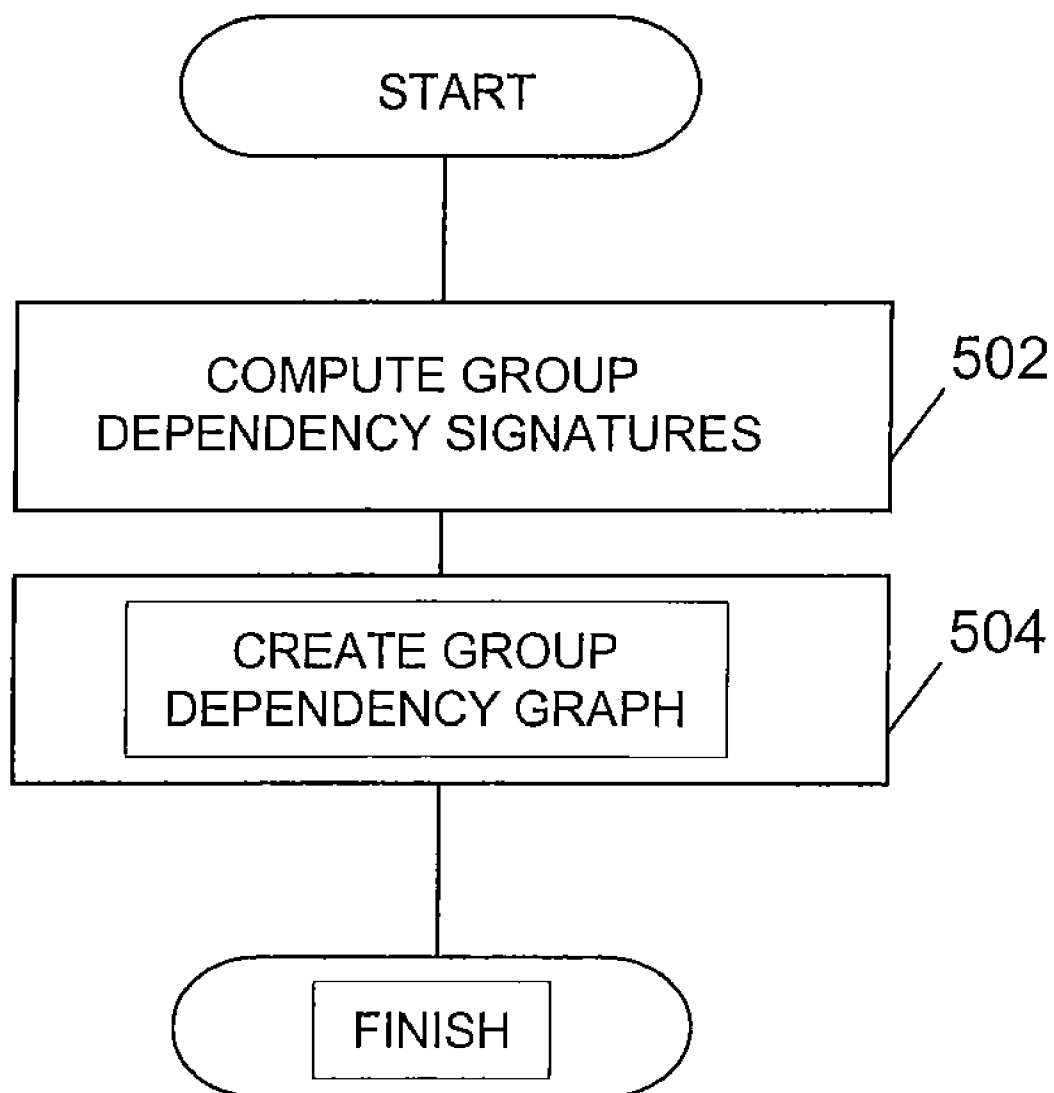 START
COMPUTE GROUP
DEPENDENCY SIGNATURES
502
CREATE GROUP
DEPENDENCY GRAPH
504
FINISH